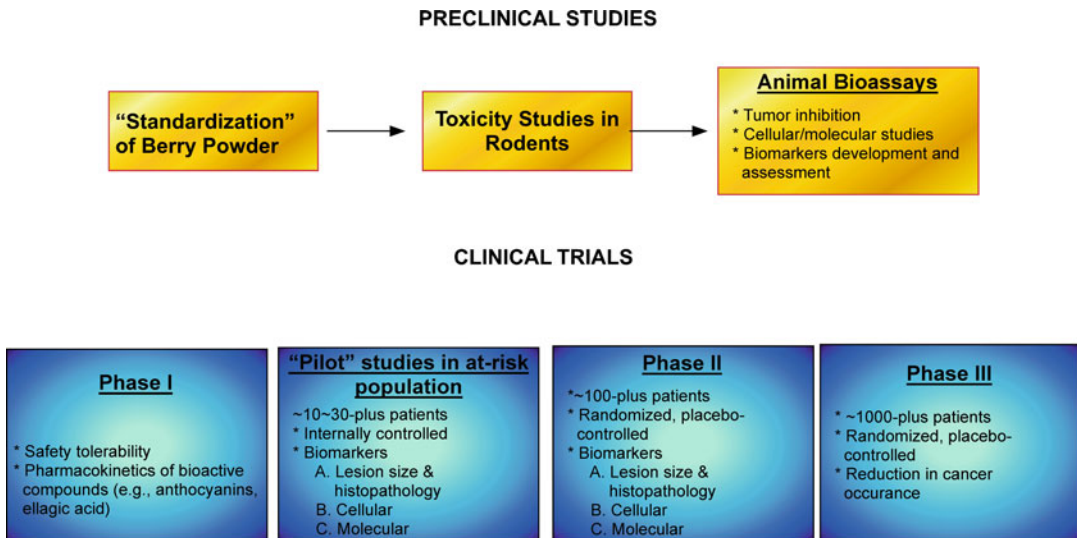 PRECLINICAL STUDIES
“Standardization”
of Berry Powder
Toxicity Studies in
Rodents
Animal Bioassays
* Tumor inhibition
* Cellular/molecular studies
* Biomarkers development and
assessment
CLINICAL TRIALS
Phase I
* Safety tolerability
* Pharmacokinetics of bioactive
compounds (e.g., anthocyanins,
ellagic acid)
“Pilot” studies in at-risk
population
~10~30-plus patients
* Internally controlled
* Biomarkers
A. Lesion size &
histopathology
B. Cellular
C. Molecular
Phase II
*~100-plus patients
* Randomized, placebo-
controlled
* Biomarkers
A. Lesion size &
histopathology
B. Cellular
C. Molecular
Phase III
* ~1000-plus patients
* Randomized, placebo-
controlled
* Reduction in cancer
occurance